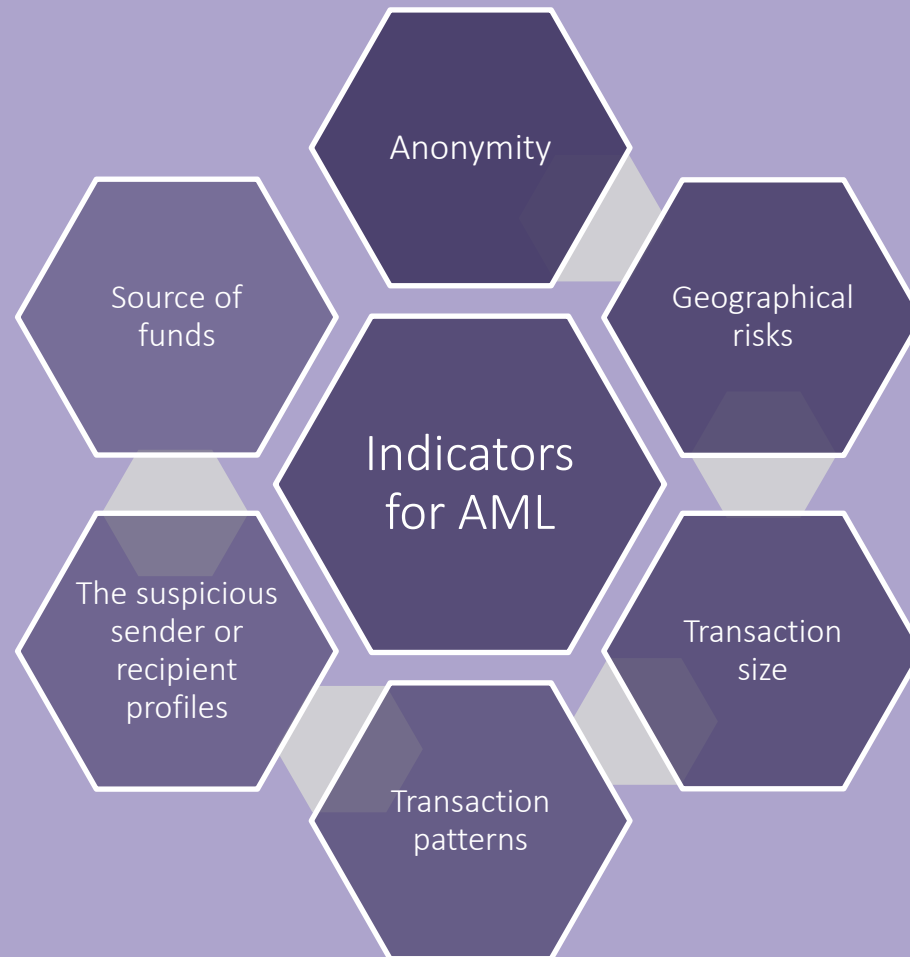 Anonymity
Geographical
risks
Transaction
size
Transaction
patterns
The suspicious
sender or
recipient
profiles
Source of
funds
Indicators
for AML